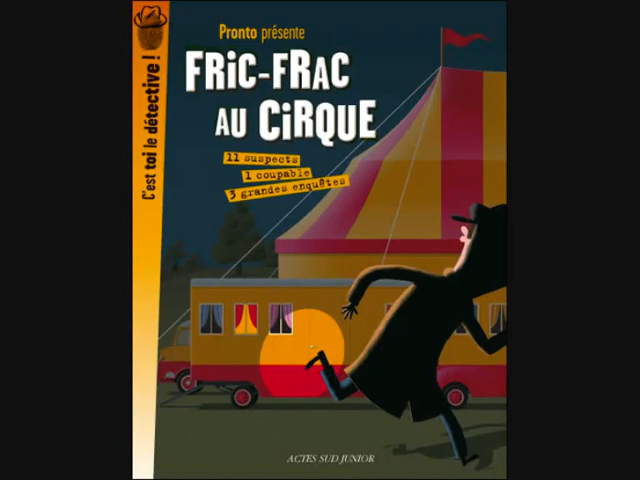 C'est toi le détective !
Pronto présente
FRiC-FRAC
AU CiRQUE
11 suspects
1 coupable
3 grandes enquêtes
ACTES SUD JUNIOR